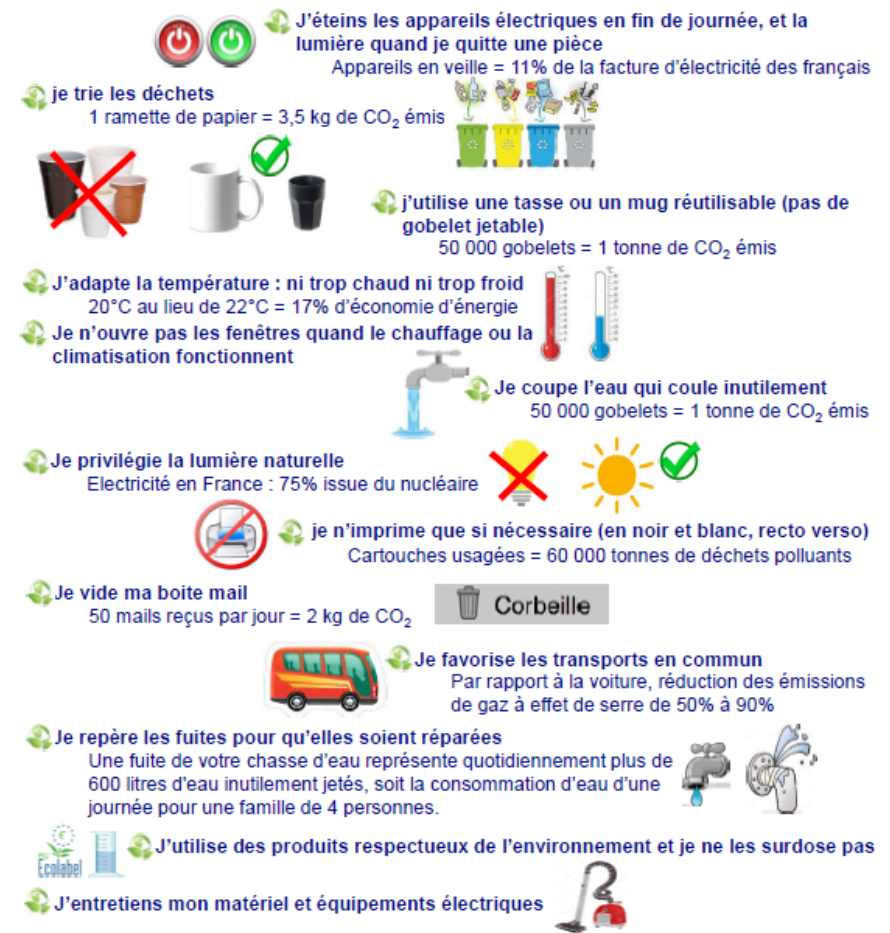 J'éteins les appareils électriques en fin de journée, et la
lumière quand je quitte une pièce
Appareils en veille = 11% de la facture d'électricité des français
je trie les déchets
1 ramette de papier = 3,5 kg de CO₂ émis
j'utilise une tasse ou un mug réutilisable (pas de
gobelet jetable)
50 000 gobelets = 1 tonne de CO₂ émis
J'adapte la température : ni trop chaud ni trop froid
20°C au lieu de 22°C = 17% d'économie d'énergie
Je n'ouvre pas les fenêtres quand le chauffage ou la
climatisation fonctionnent
Je coupe l'eau qui coule inutilement
50 000 gobelets = 1 tonne de CO₂ émis
Je privilégie la lumière naturelle
Electricité en France : 75% issue du nucléaire
je n'imprime que si nécessaire (en noir et blanc, recto verso)
Cartouches usagées = 60 000 tonnes de déchets polluants
Je vide ma boite mail
50 mails reçus par jour = 2 kg de CO₂
Corbeille
Je favorise les transports en commun
Par rapport à la voiture, réduction des émissions
de gaz à effet de serre de 50% à 90%
Je repère les fuites pour qu'elles soient réparées
Une fuite de votre chasse d'eau représente quotidiennement plus de
600 litres d'eau inutilement jetés, soit la consommation d'eau d'une
journée pour une famille de 4 personnes.
Ecolabel
J'utilise des produits respectueux de l'environnement et je ne les surdose pas
J'entretiens mon matériel et équipements électriques